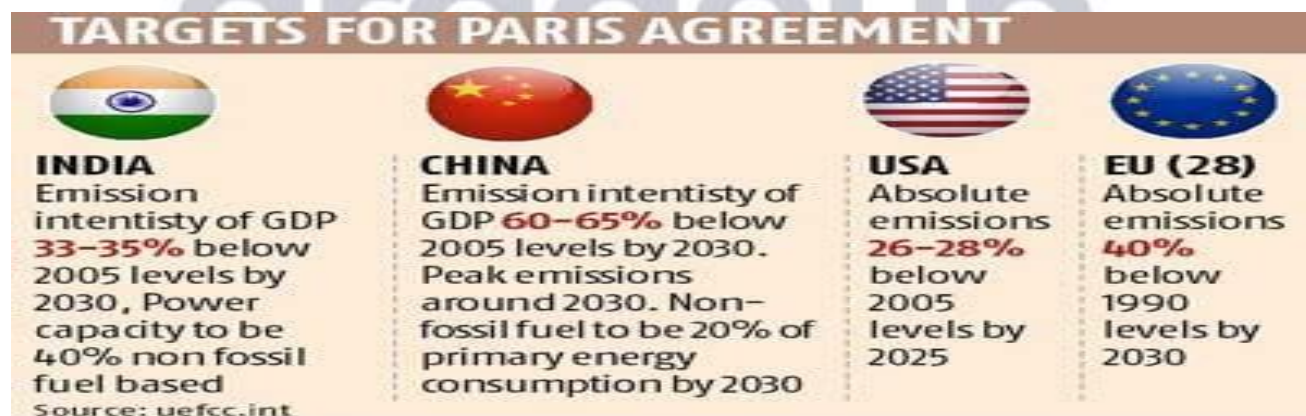 TARGETS FOR PARIS AGREEMENT
INDIA
Emission
intentisty of GDP
33–35% below
2005 levels by
2030, Power
capacity to be
40% non fossil
fuel based
Source: uefcc.int
CHINA
Emission intentisty of
GDP 60–65% below
2005 levels by 2030.
Peak emissions
around 2030. Non–
fossil fuel to be 20% of
primary energy
consumption by 2030
USA
Absolute
emissions
26–28%
below
2005
levels by
2025
EU (28)
Absolute
emissions
40%
below
1990
levels by
2030